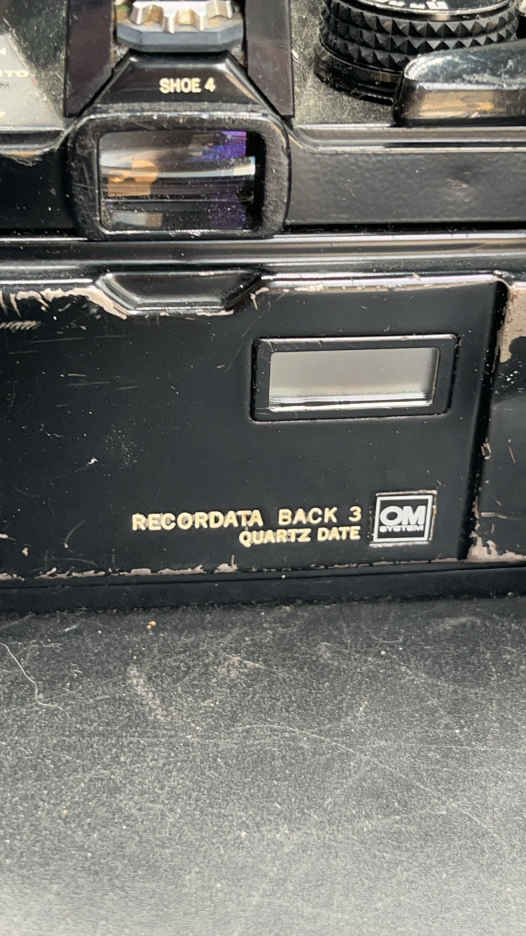 SHOE 4
RECORDATA BACK 3
QUARTZ DATE
OM
SYSTEM